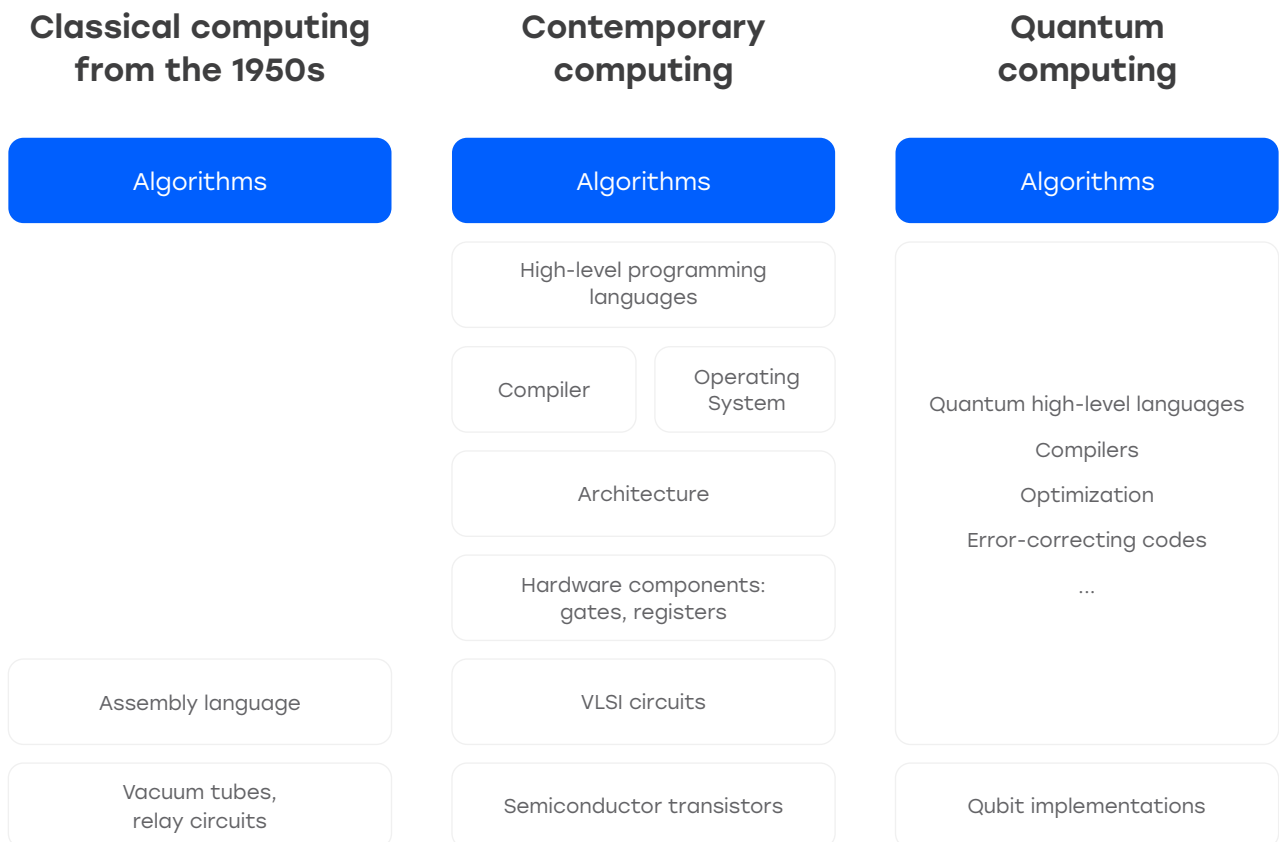 Classical computing
from the 1950s
Algorithms
Assembly language
Vacuum tubes,
relay circuits
Contemporary
computing
Algorithms
High-level programming
languages
Compiler
Operating
System
Architecture
Hardware components:
gates, registers
VLSI circuits
Semiconductor transistors
Quantum
computing
Algorithms
Quantum high-level languages
Compilers
Optimization
Error-correcting codes
...
Qubit implementations